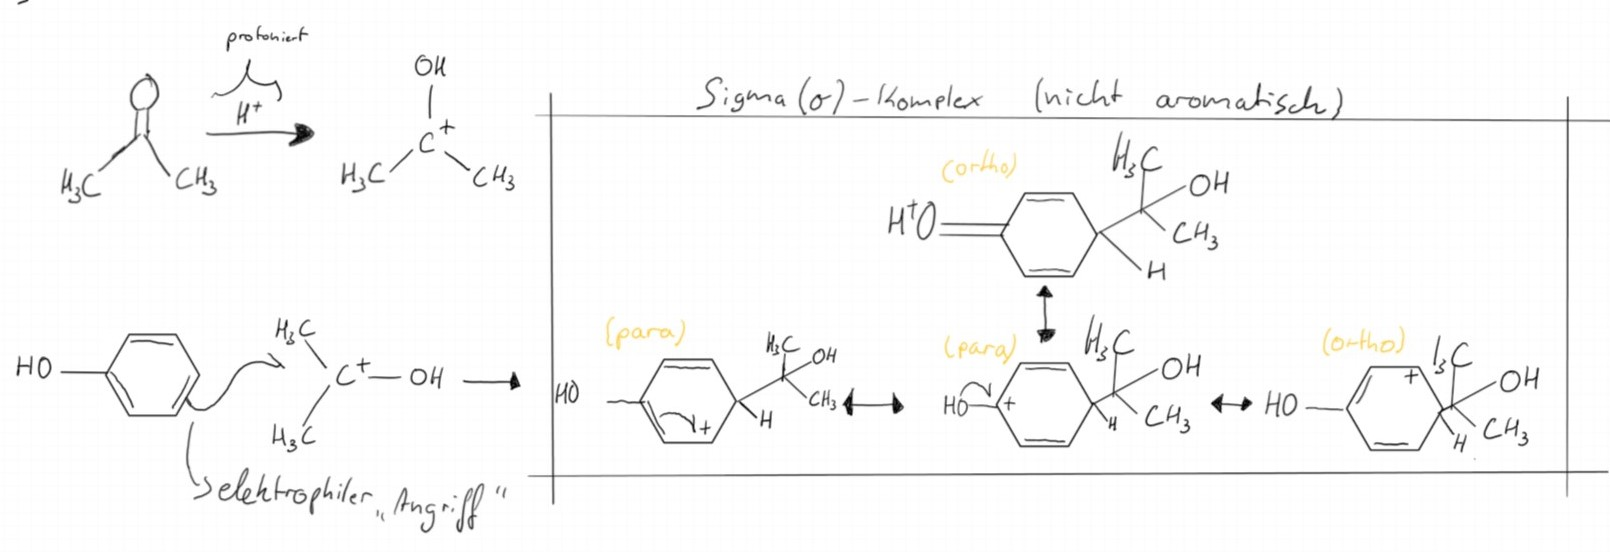 protoniert
H⁺
O
H₃C
CH₃
OH
C⁺
H₃C
CH₃
Sigma (σ) - Komplex (nicht aromatisch)
(ortho)
H⁺O
H₃C
OH
CH₃
H
HO
H₃C
C⁺
OH
H₃C
elektrophiler „Angriff“
(para)
HO
+
H₃C
OH
CH₃
H
(para)
HO
+
H₃C
OH
CH₃
H
(ortho)
HO
+
₃C
OH
CH₃
H